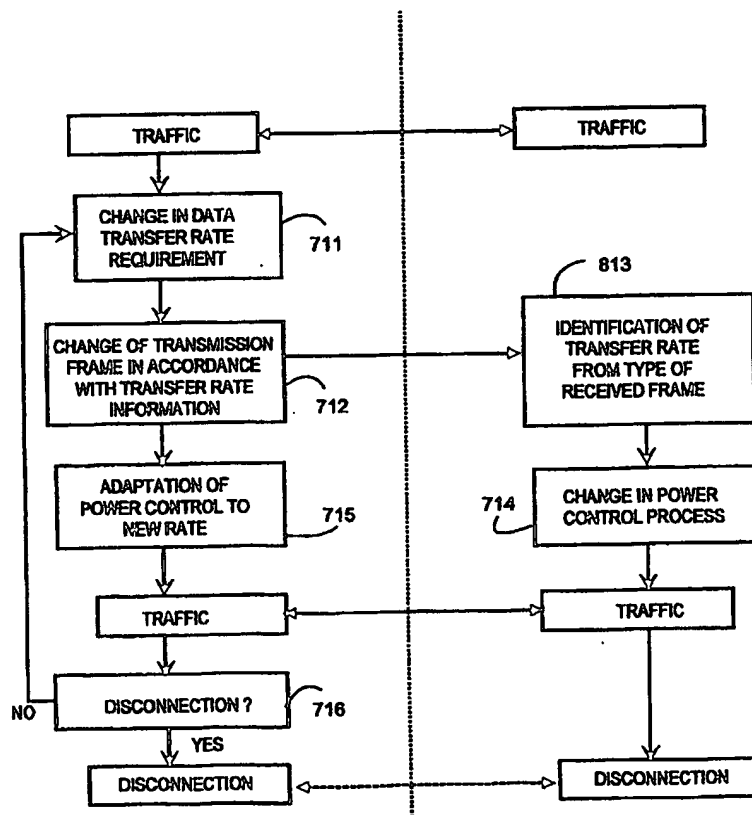 TRAFFIC
TRAFFIC
CHANGE IN DATA
TRANSFER RATE
REQUIREMENT
711
813
CHANGE OF TRANSMISSION
FRAME IN ACCORDANCE
WITH TRANSFER RATE
INFORMATION
712
IDENTIFICATION OF
TRANSFER RATE
FROM TYPE OF
RECEIVED FRAME
ADAPTATION OF
POWER CONTROL TO
NEW RATE
715
714
CHANGE IN POWER
CONTROL PROCESS
TRAFFIC
TRAFFIC
NO
DISCONNECTION ?
716
YES
DISCONNECTION
DISCONNECTION